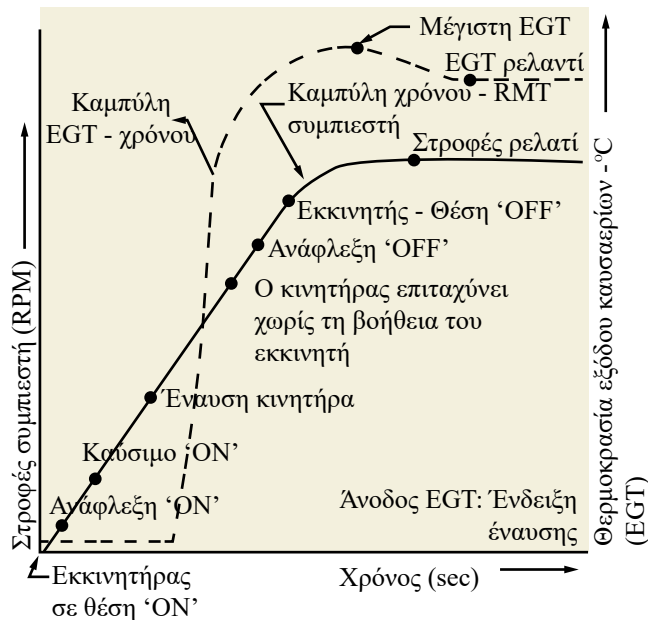 Μέγιστη EGT
EGT ρελαντί
Καμπύλη
EGT - χρόνου
Καμπύλη χρόνου - RMT
συμπιεστή
Στροφές ρελατί
Εκκινητής - Θέση ‘OFF’
Ανάφλεξη ‘OFF’
Ο κινητήρας επιταχύνει
χωρίς τη βοήθεια του
εκκινητή
Έναυση κινητήρα
Καύσιμο ‘ON’
Ανάφλεξη ‘ON’
Άνοδος EGT: Ένδειξη
έναυσης
Εκκινητήρας
σε θέση ‘ON’
Χρόνος (sec)
Στροφές συμπιεστή (RPM)
Θερμοκρασία εξόδου καυσαερίων - ºC
(EGT)